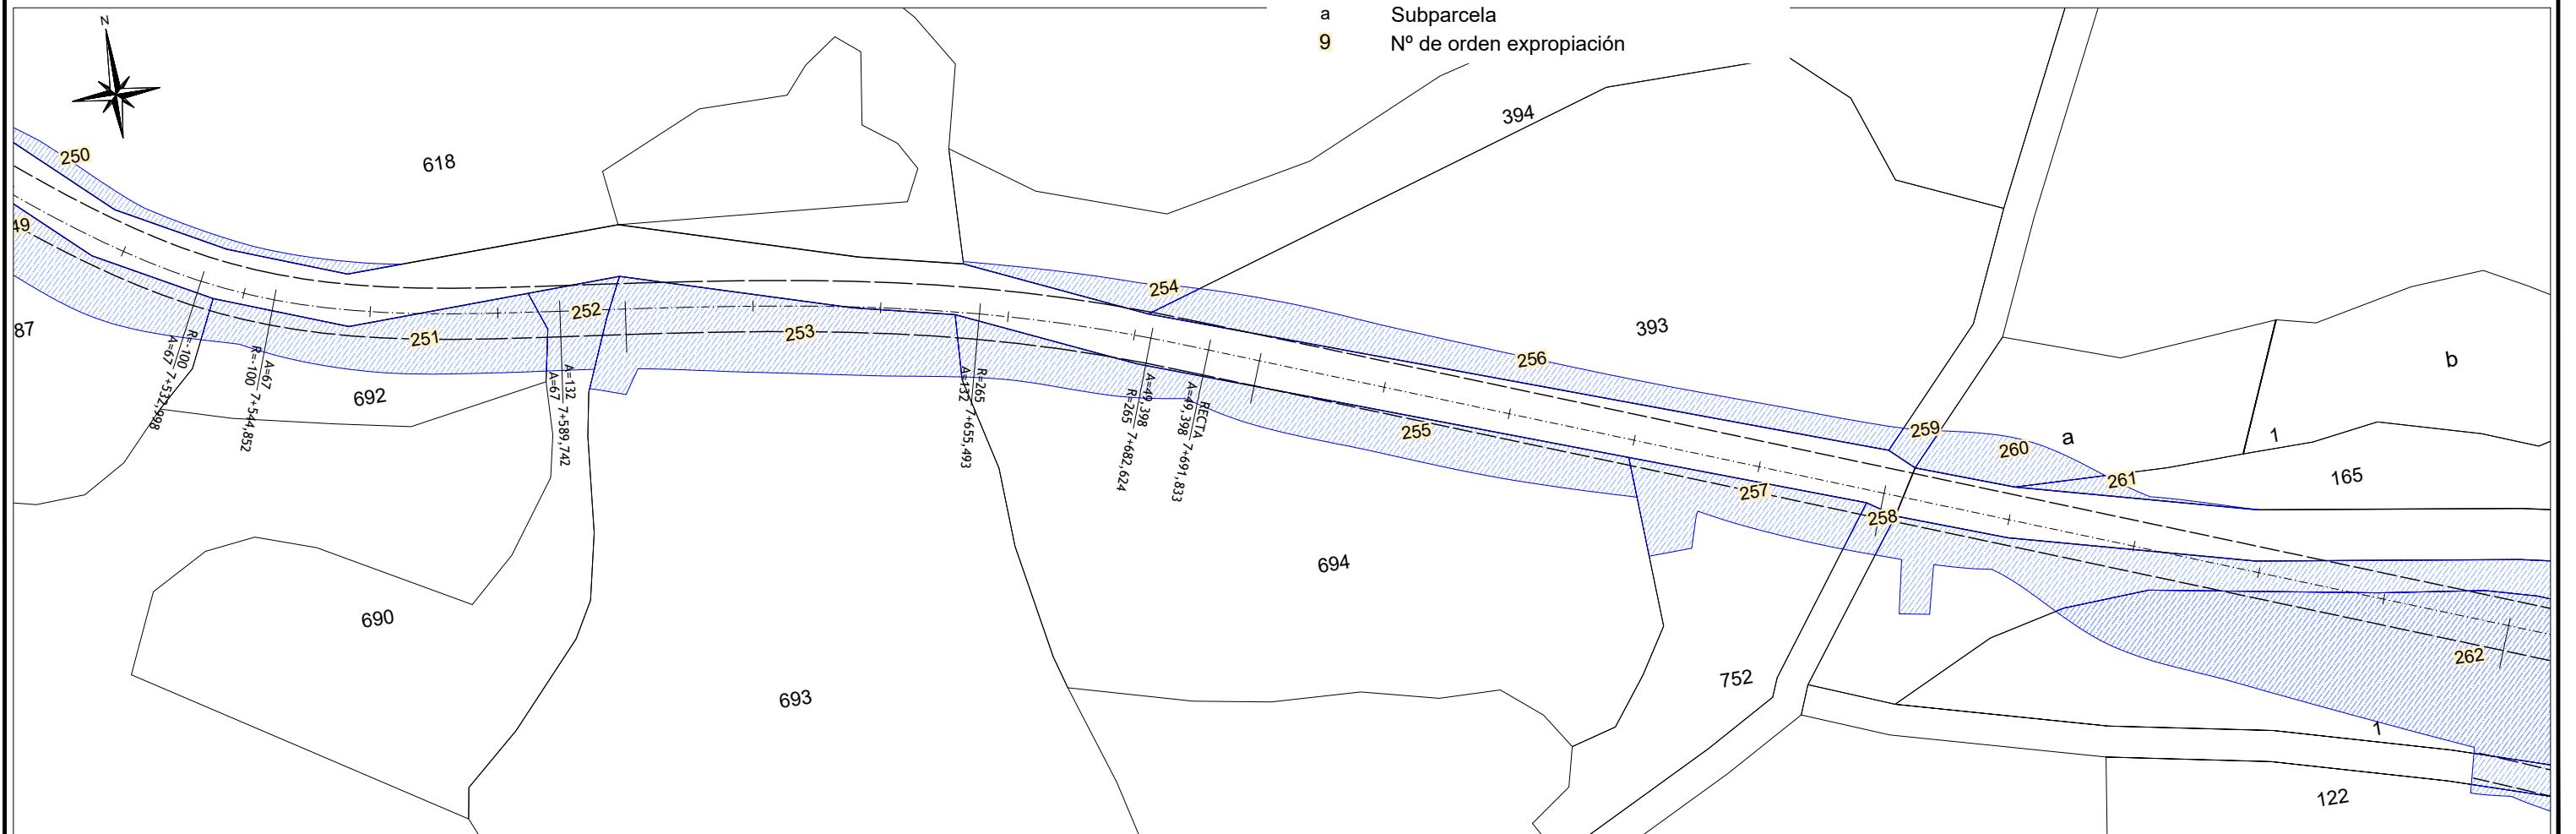 a Subparcela
9 Nº de orden expropiación
N
394
250
618
49
254
252
87
251
253
393
256
b
R=-100
A=67 7+532,998
A=67
R=-100 7+544,852
A=132
A=67 7+589,742
R=265
A=132 7+655,493
A=49,398
R=265 7+682,624
RECTA
A=49,398 7+691,833
692
255
259
260
a
1
261
165
257
258
694
690
262
752
693
1
122